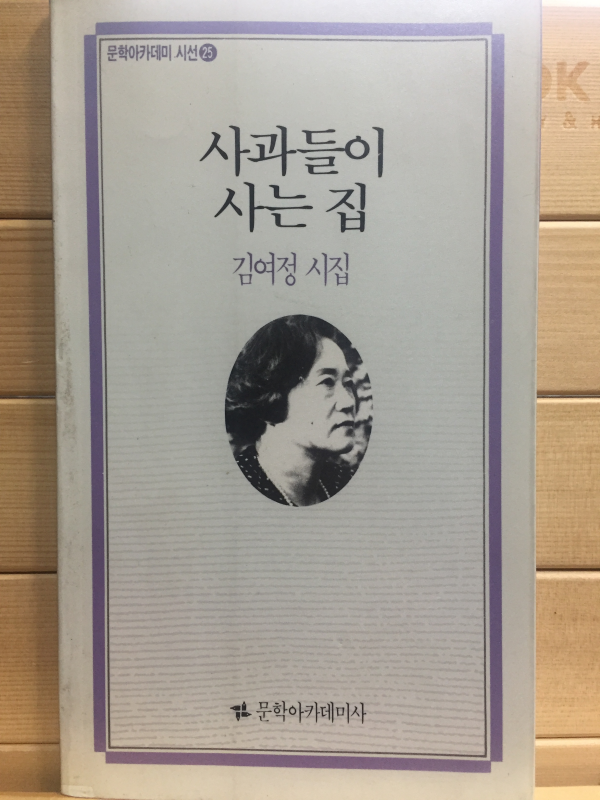 문학아카데미 시선 25
사과들이
사는 집
김여정 시집
문학아카데미사
OK
& H